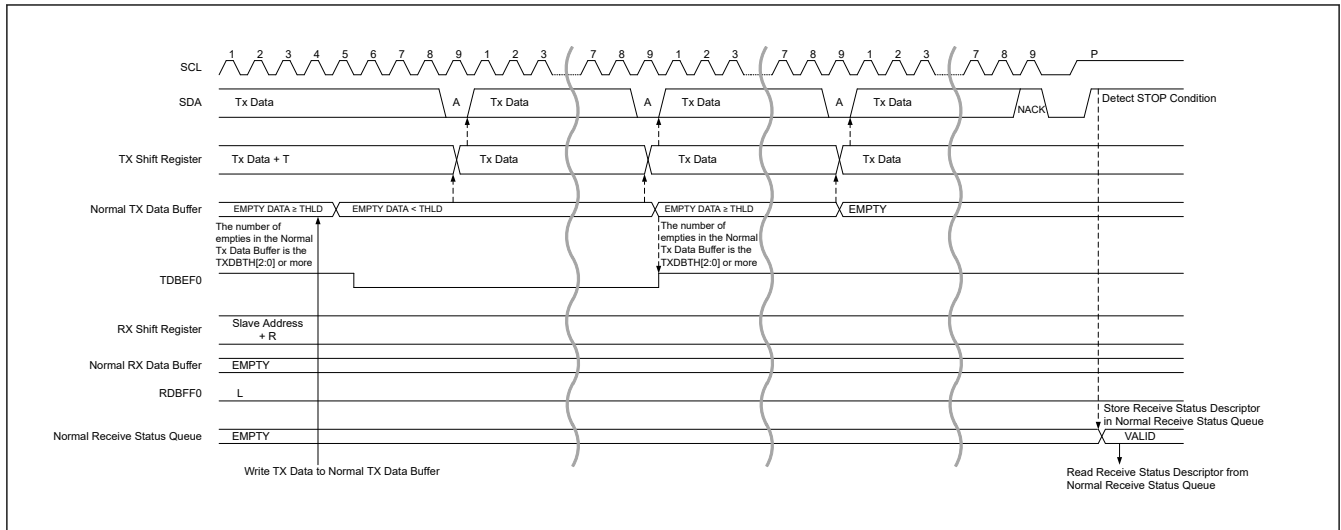 1 2 3 4 5 6 7 8 9 1 2 3 7 8 9 1 2 3 7 8 9 1 2 3 7 8 9 P
SCL
SDA Tx Data A Tx Data A Tx Data A Tx Data NACK Detect STOP Condition
TX Shift Register Tx Data + T Tx Data Tx Data Tx Data
Normal TX Data Buffer EMPTY DATA ≥ THLD EMPTY DATA < THLD EMPTY DATA ≥ THLD EMPTY
The number of
empties in the Normal
Tx Data Buffer is the
TXDBTH[2:0] or more
The number of
empties in the Normal
Tx Data Buffer is the
TXDBTH[2:0] or more
TDBEF0
RX Shift Register Slave Address
+ R
Normal RX Data Buffer EMPTY
RDBFF0 L
Store Receive Status Descriptor
in Normal Receive Status Queue
Normal Receive Status Queue EMPTY VALID
Write TX Data to Normal TX Data Buffer
Read Receive Status Descriptor from
Normal Receive Status Queue